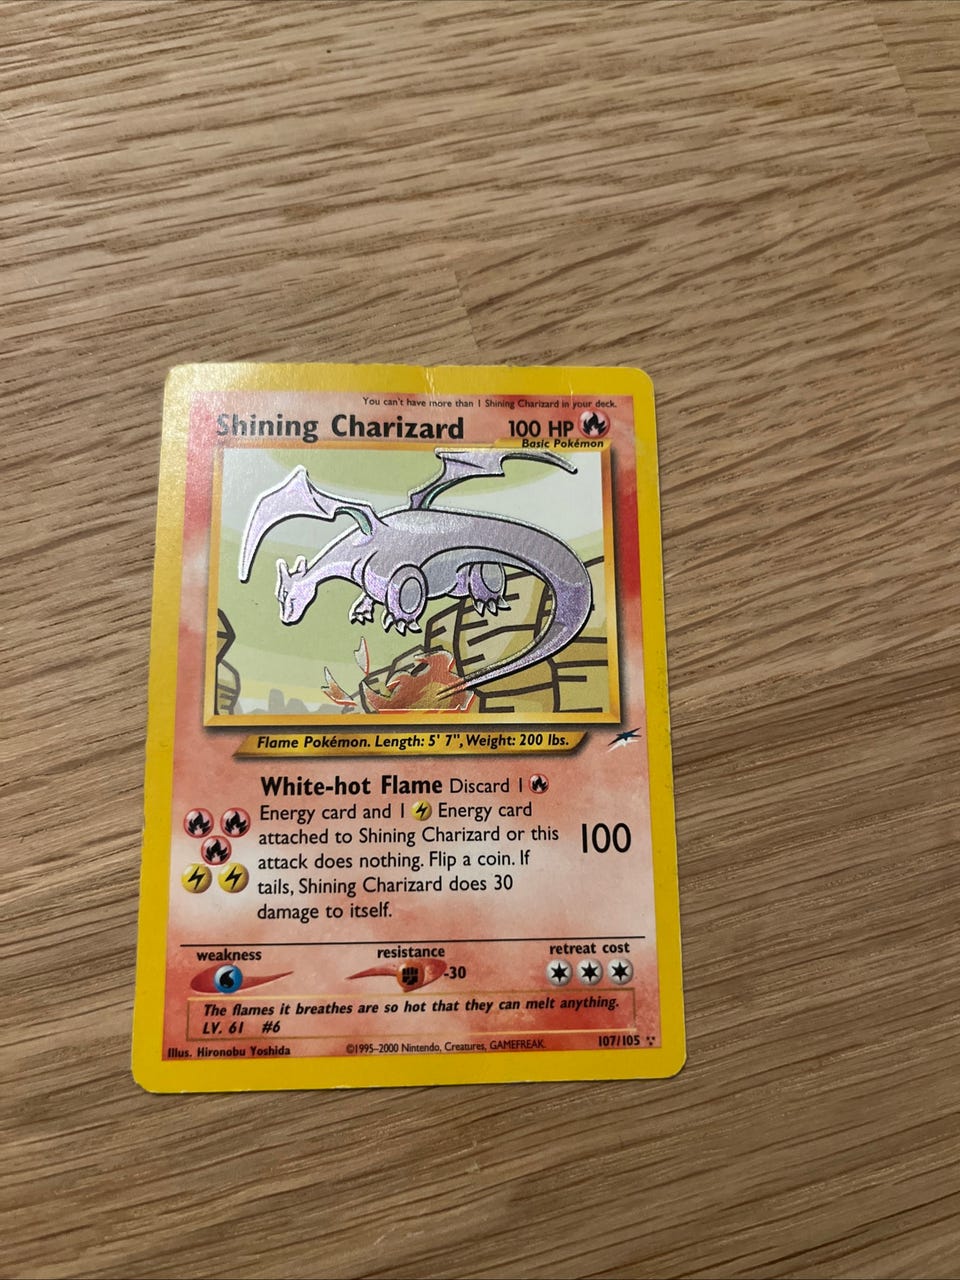 You can't have more than 1 Shining Charizard in your deck.
Shining Charizard 100 HP
Basic Pokémon
Flame Pokémon. Length: 5' 7", Weight: 200 lbs.
White-hot Flame Discard 1
Energy card and 1 Energy card
attached to Shining Charizard or this
attack does nothing. Flip a coin. If
tails, Shining Charizard does 30
damage to itself.
100
weakness resistance retreat cost
-30
The flames it breathes are so hot that they can melt anything.
LV. 61 #6
Illus. Hironobu Yoshida ©1995-2000 Nintendo, Creatures, GAMEFREAK. 107/105